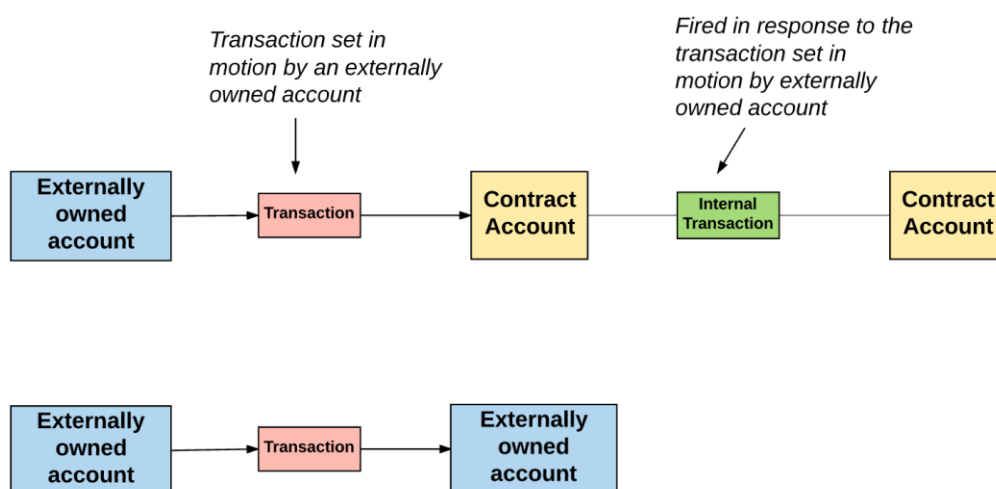 Transaction set in
motion by an externally
owned account
Fired in response to the
transaction set in
motion by externally
owned account
Externally
owned
account
Transaction
Contract
Account
Internal
Transaction
Contract
Account
Externally
owned
account
Transaction
Externally
owned
account